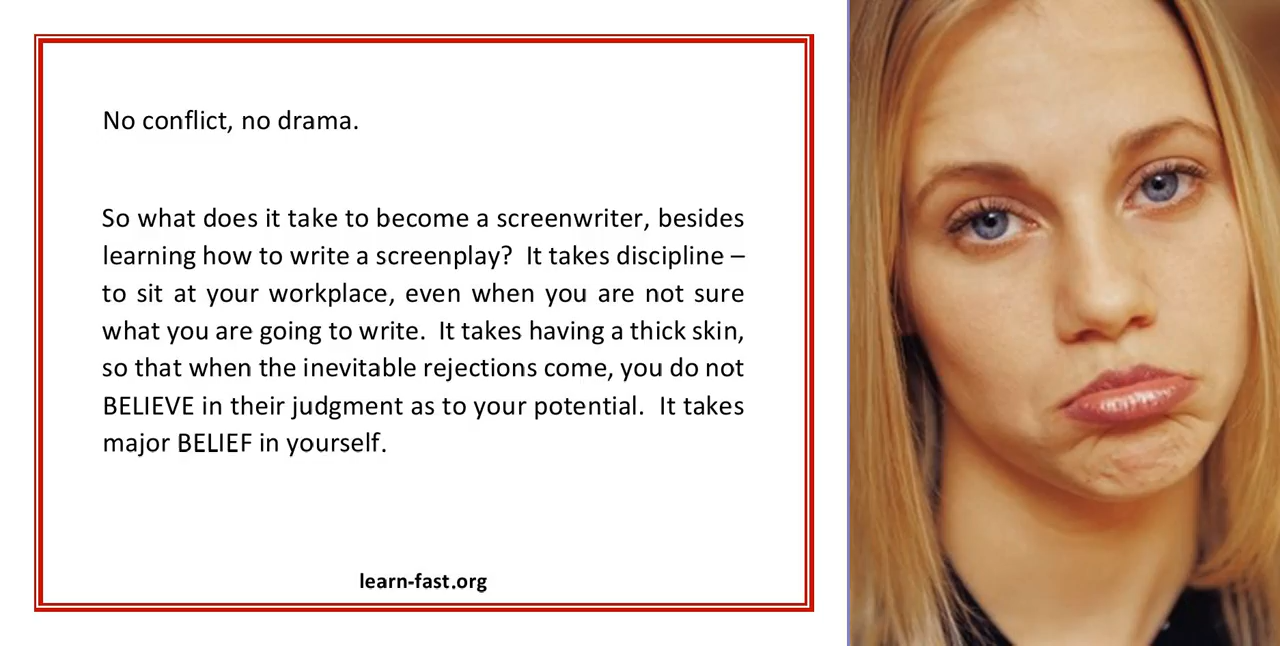 No conflict, no drama.
So what does it take to become a screenwriter, besides
learning how to write a screenplay?  It takes discipline –
to sit at your workplace, even when you are not sure
what you are going to write.  It takes having a thick skin,
so that when the inevitable rejections come, you do not
BELIEVE in their judgment as to your potential.  It takes
major BELIEF in yourself.
learn-fast.org